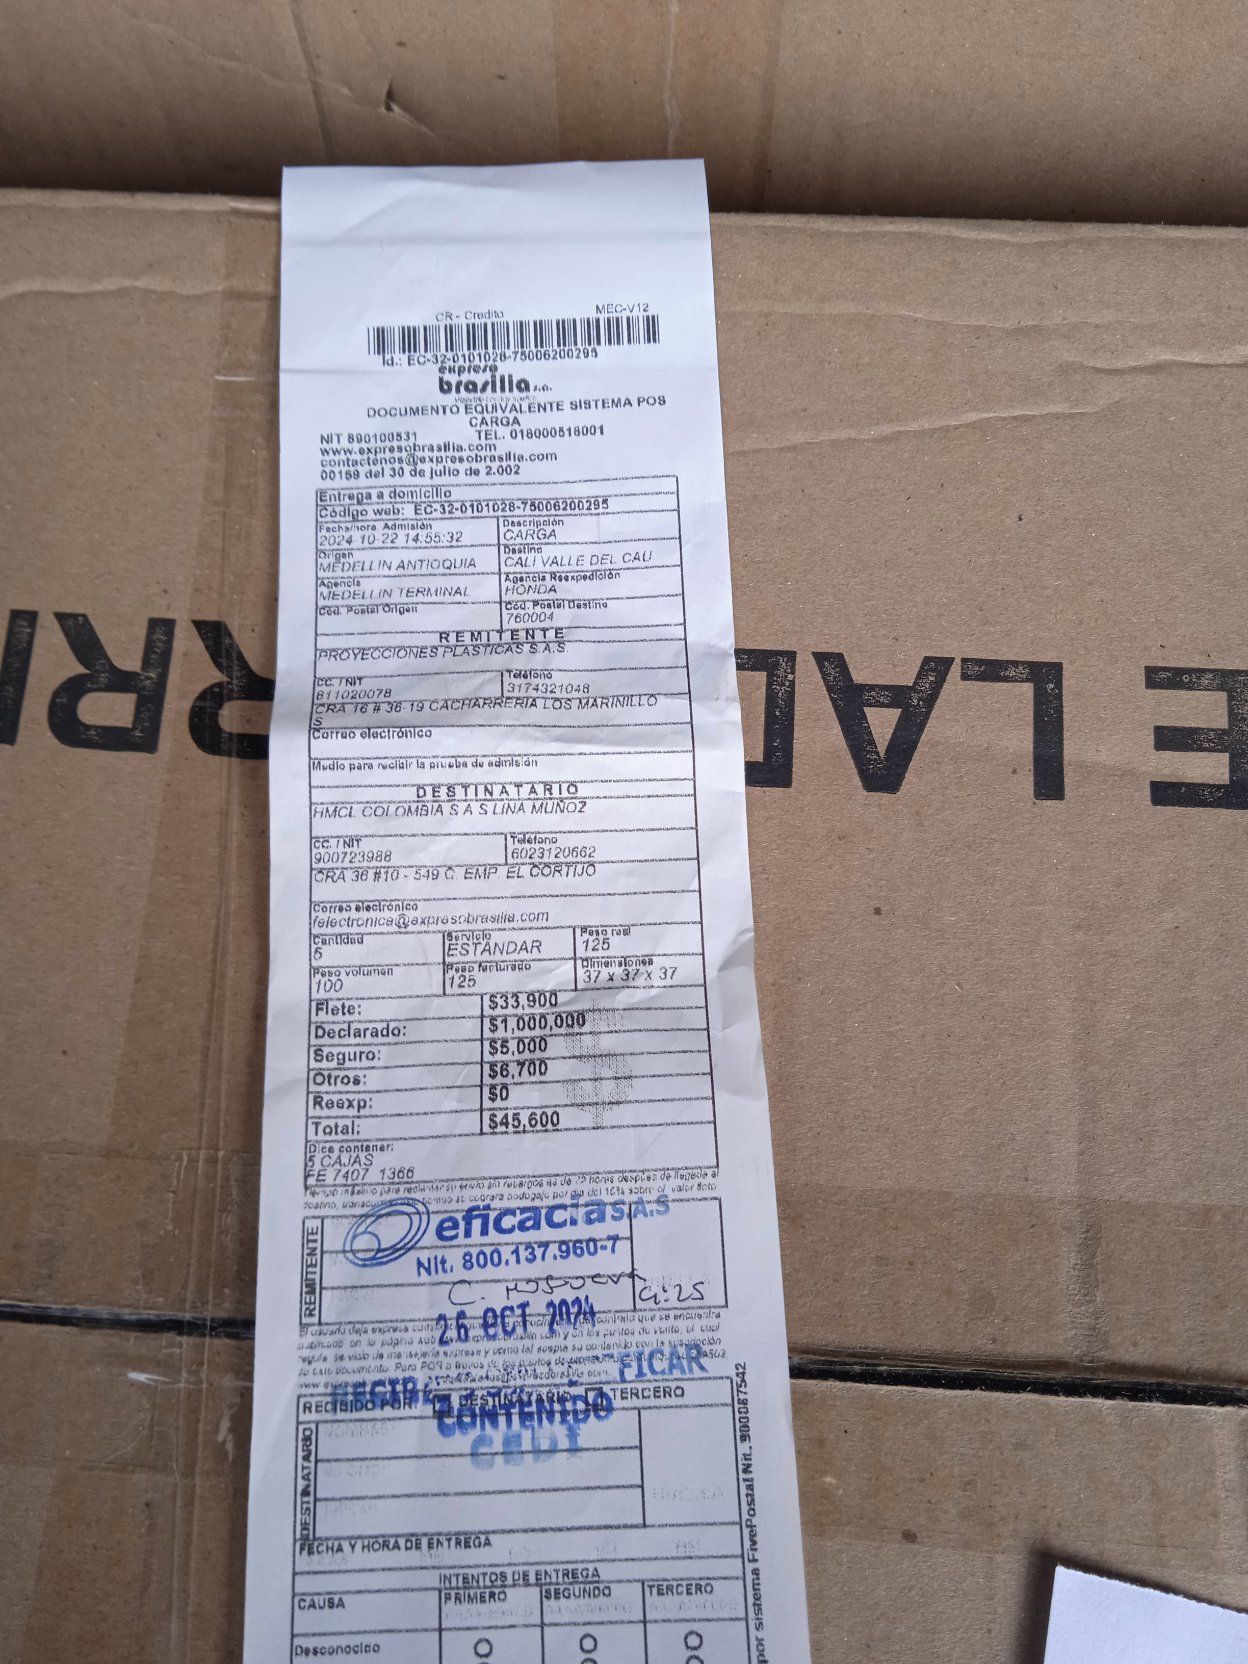 CR - Credito MEC-V12
Id.: EC-32-0101028-75006200295
expreso
brasilia s.a.
DOCUMENTO EQUIVALENTE SISTEMA POS
CARGA
NIT 890100531 TEL. 018000518001
www.expresobrasilia.com
contactenos@expresobrasilia.com
00159 del 30 de julio de 2.002
Entrega a domicilio
Código web: EC-32-0101028-75006200295
Fecha/hora Admisión Descripción
2024-10-22 14:55:32 CARGA
Origen Destino
MEDELLIN ANTIOQUIA CALI VALLE DEL CAU
Agencia Agencia Reexpedición
MEDELLIN TERMINAL HONDA
Cód. Postal Origen Cód. Postal Destino
760004
REMITENTE
PROYECCIONES PLASTICAS S.A.S
CC. / NIT Teléfono
811020078 3174321048
CRA 16 # 36-19 CACHARRERIA LOS MARINILLO
S
Correo electrónico
Medio para recibir la prueba de admisión
DESTINATARIO
HMCL COLOMBIA S A S LINA MUÑOZ
CC. / NIT Teléfono
900723988 6023120662
CRA 36 #10 - 549 C. EMP. EL CORTIJO
Correo electrónico
felectronica@expresobrasilia.com
Cantidad Servicio Peso real
5 ESTÁNDAR 125
Peso volumen Peso facturado Dimensiones
100 125 37 x 37 x 37
Flete: $33,900
Declarado: $1,000,000
Seguro: $5,000
Otros: $6,700
Reexp: $0
Total: $45,600
Dice contener:
5 CAJAS
FE 7407 1366
REMITENTE
eficacia S.A.S
Nit. 800.137.960-7
9:25
26 OCT 2024
CONTENIDO
CEDI
RECIBIDO POR: DESTINATARIO TERCERO
DESTINATARIO
FECHA Y HORA DE ENTREGA
INTENTOS DE ENTREGA
CAUSA PRIMERO SEGUNDO TERCERO
Desconocido
por sistema FivePostal Nit. 900087542
E LAD